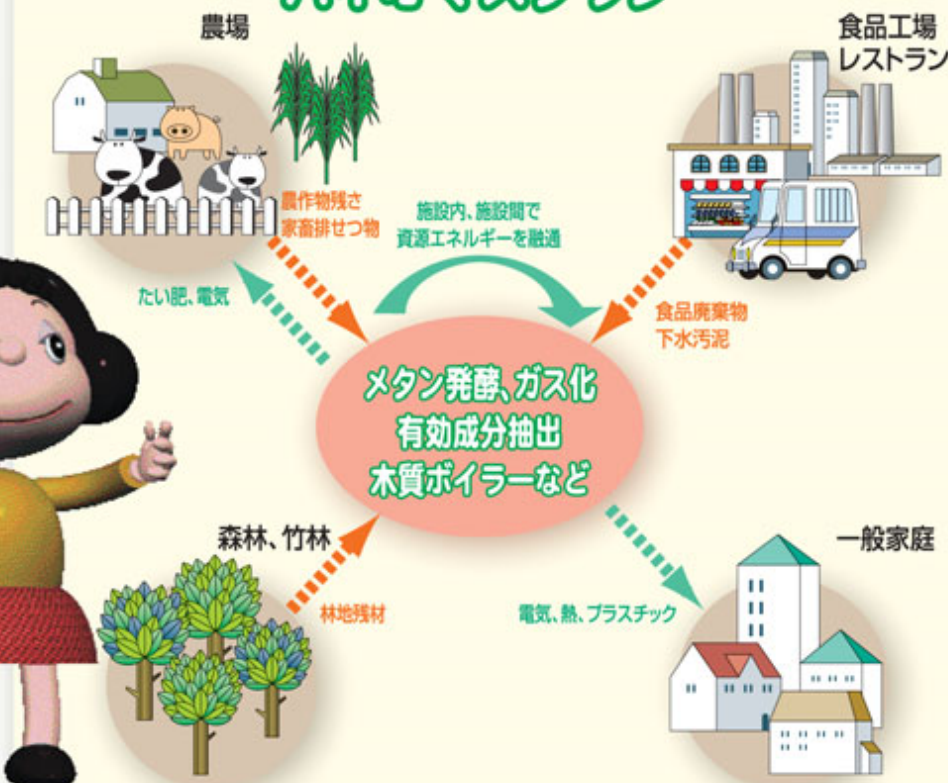 農場
食品工場
レストラン
農作物残さ
家畜排せつ物
施設内、施設間で
資源エネルギーを融通
たい肥、電気
食品廃棄物
下水汚泥
メタン発酵、ガス化
有効成分抽出
木質ボイラーなど
森林、竹林
一般家庭
林地残材
電気、熱、プラスチック